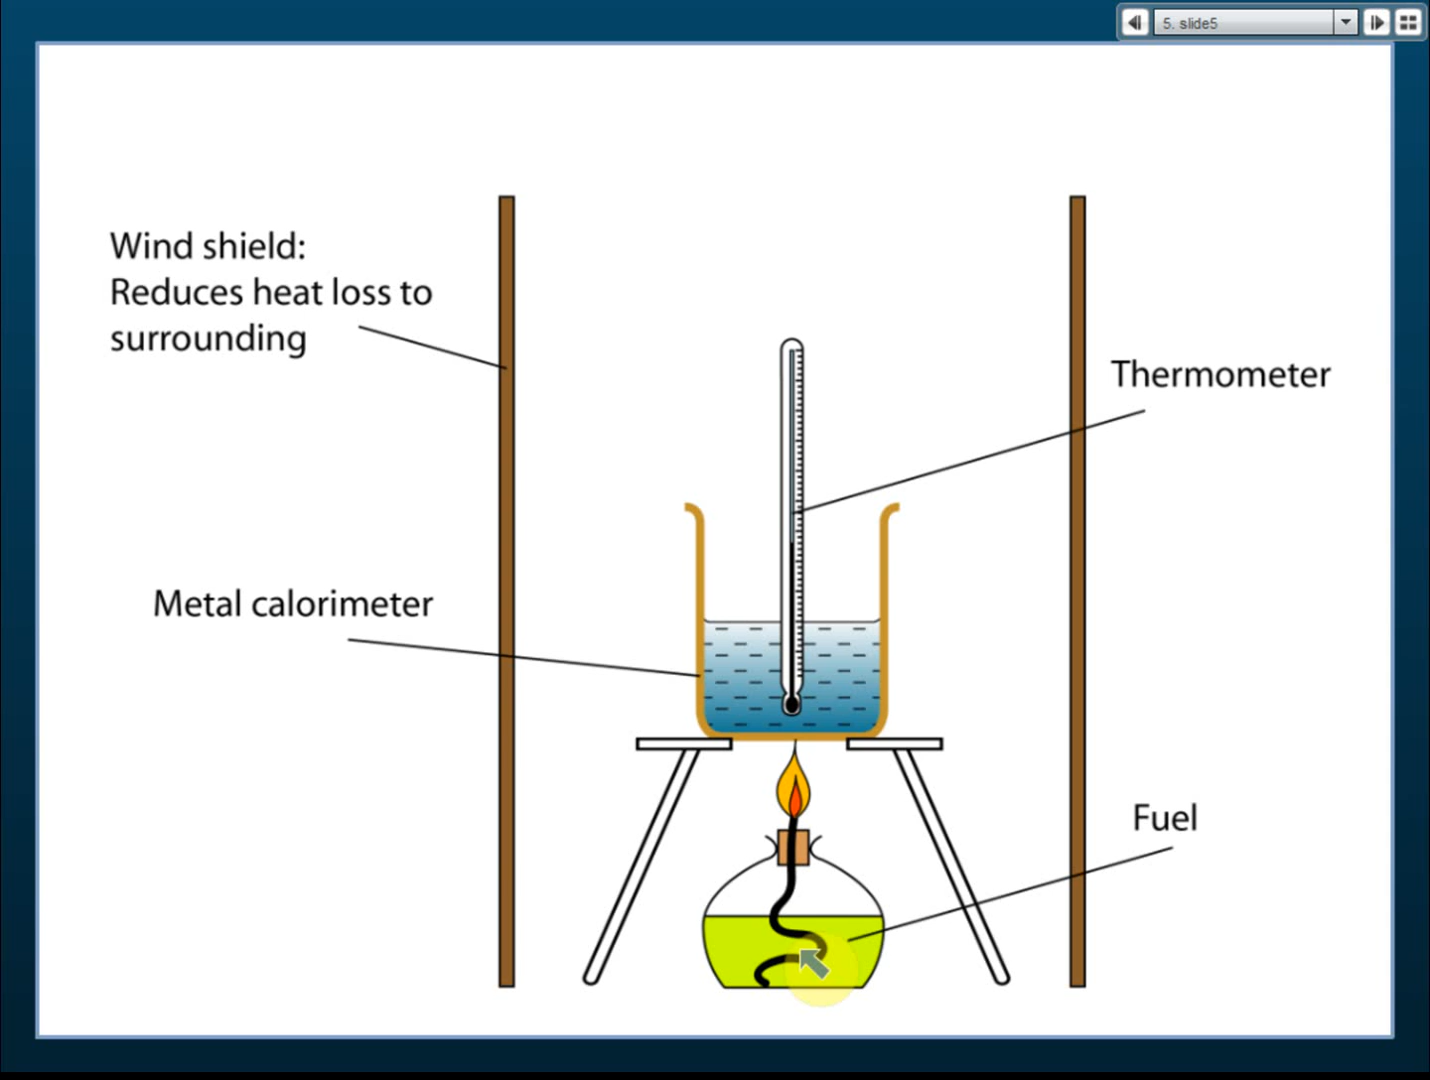 5. slide5
Wind shield:
Reduces heat loss to
surrounding
Thermometer
Metal calorimeter
Fuel